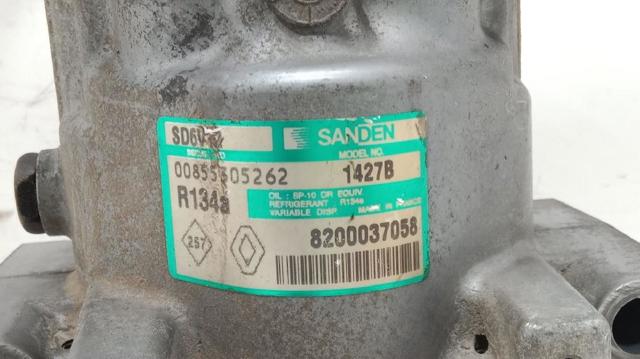 SANDEN
MODEL NO.
00855605262 1427B
R134a OIL : SP-10 OR EQUIV.
REFRIGERANT R134a
VARIABLE DISP. MADE IN FRANCE
257 8200037058